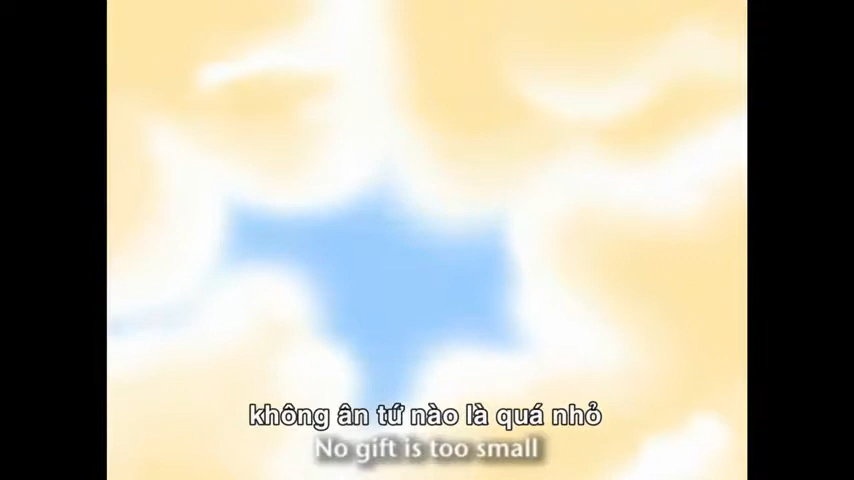 không ân tứ nào là quá nhỏ
No gift is too small